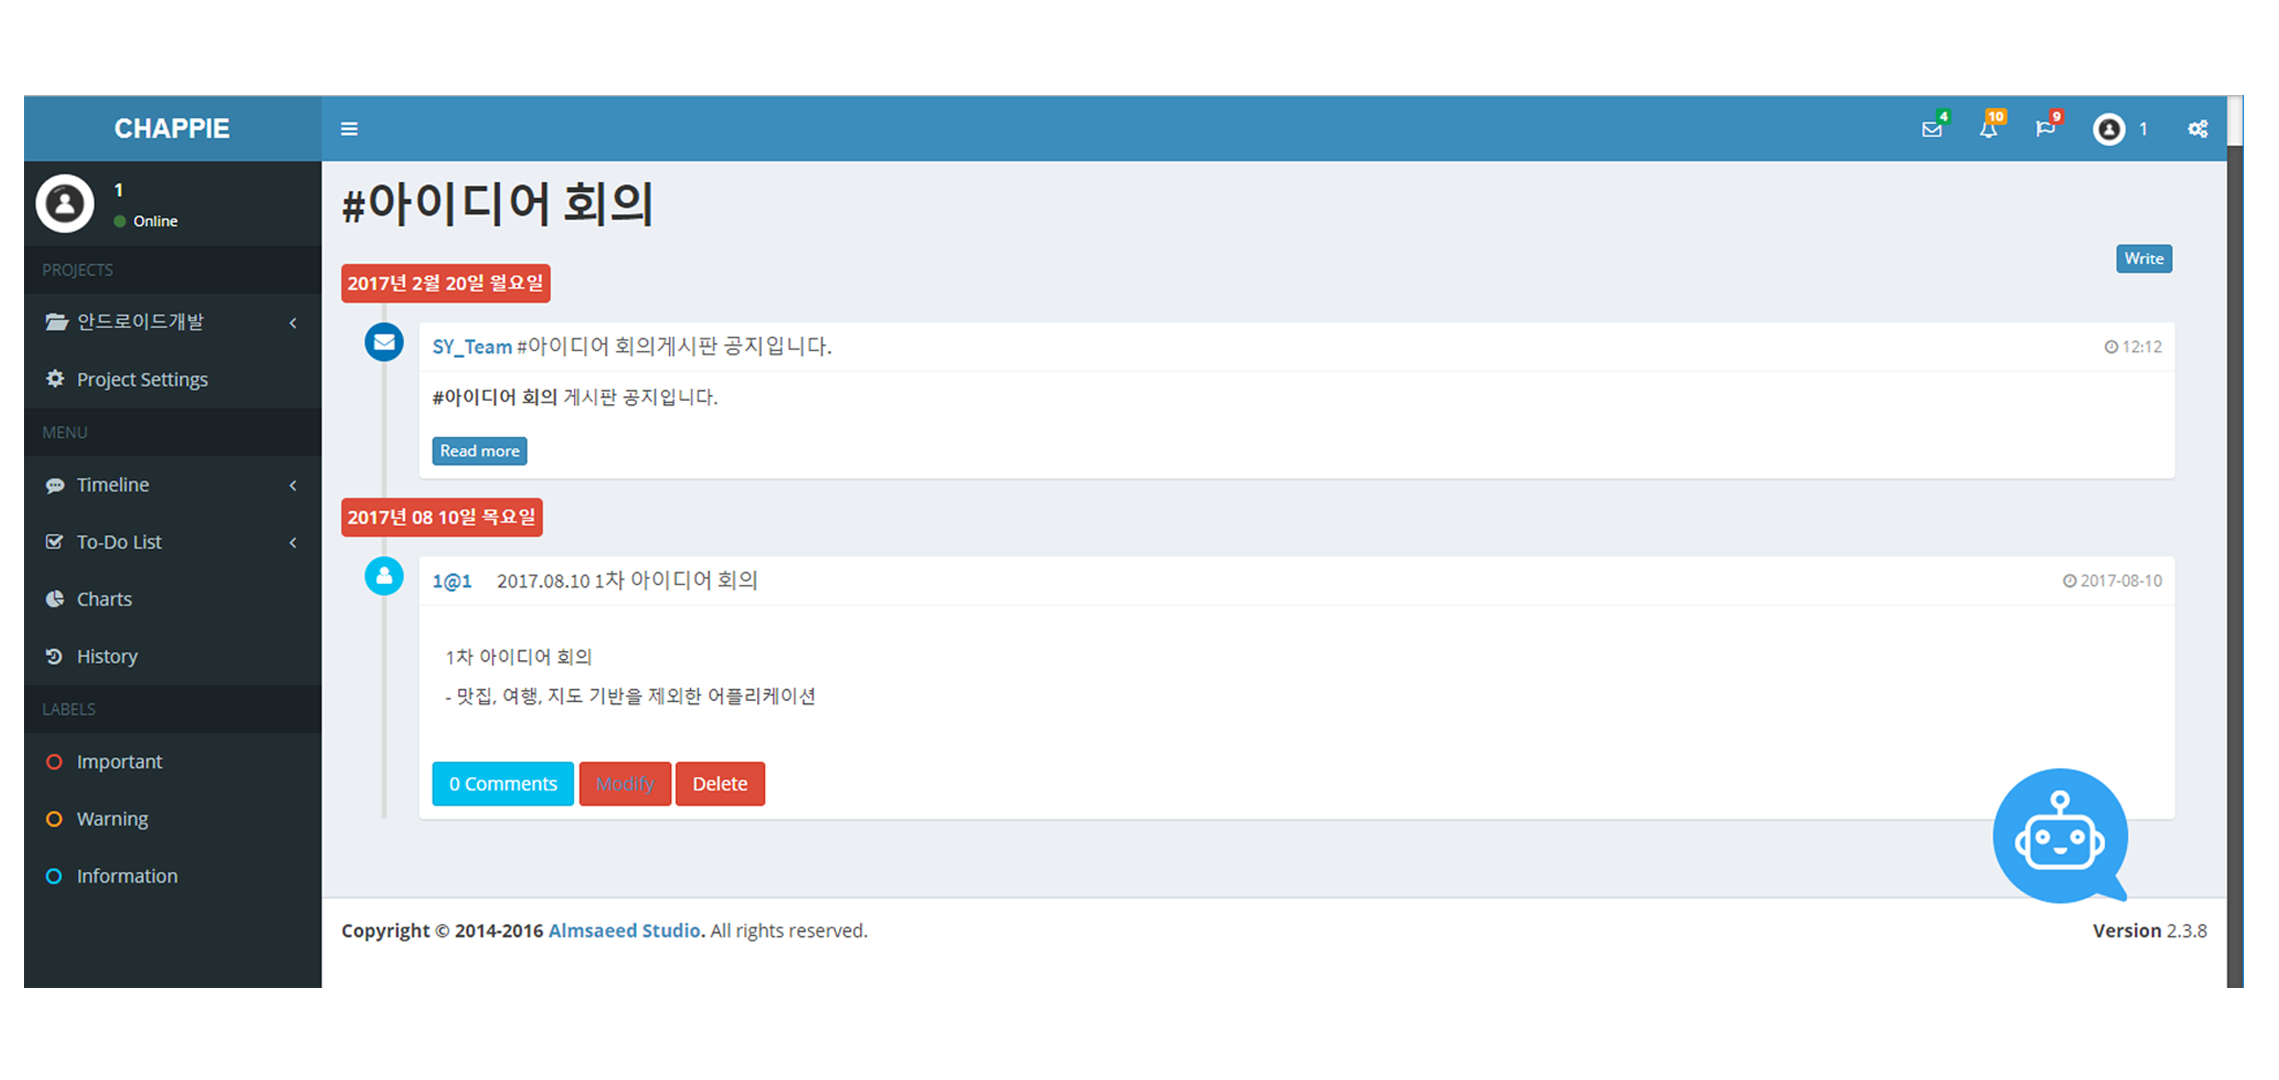 CHAPPIE
4
10
9
1
1
Online
PROJECTS
안드로이드개발
Project Settings
MENU
Timeline
To-Do List
Charts
History
LABELS
Important
Warning
Information
#아이디어 회의
Write
2017년 2월 20일 월요일
SY_Team #아이디어 회의게시판 공지입니다.
12:12
#아이디어 회의 게시판 공지입니다.
Read more
2017년 08 10일 목요일
1@1 2017.08.10 1차 아이디어 회의
2017-08-10
1차 아이디어 회의
- 맛집, 여행, 지도 기반을 제외한 어플리케이션
0 Comments Modify Delete
Copyright © 2014-2016 Almsaeed Studio. All rights reserved.
Version 2.3.8